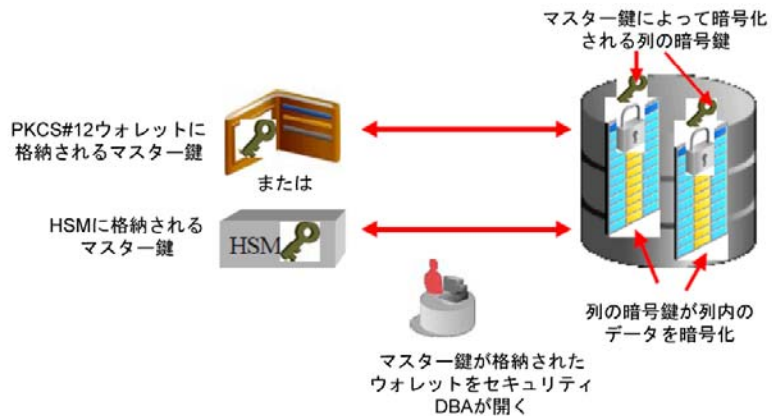 マスター鍵によって暗号化
される列の暗号鍵
PKCS#12ウォレットに
格納されるマスター鍵
または
HSMに格納される
マスター鍵
HSM
列の暗号鍵が列内の
データを暗号化
マスター鍵が格納された
ウォレットをセキュリティ
DBAが開く